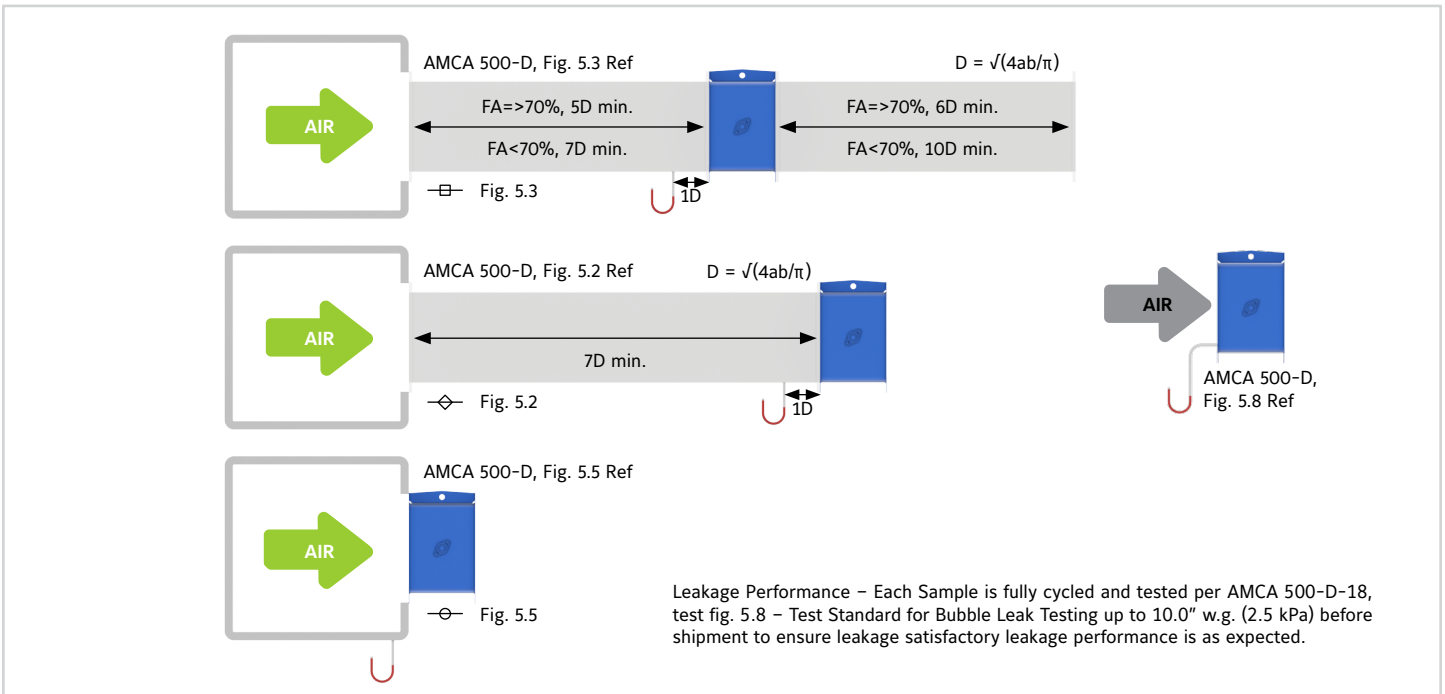 AMCA 500-D, Fig. 5.3 Ref
D = √(4ab/π)
AIR
FA=>70%, 5D min.
FA=>70%, 6D min.
FA<70%, 7D min.
FA<70%, 10D min.
Fig. 5.3
1D
AMCA 500-D, Fig. 5.2 Ref
D = √(4ab/π)
AIR
7D min.
Fig. 5.2
1D
AIR
AMCA 500-D,
Fig. 5.8 Ref
AMCA 500-D, Fig. 5.5 Ref
AIR
Fig. 5.5
Leakage Performance – Each Sample is fully cycled and tested per AMCA 500-D-18,
test fig. 5.8 – Test Standard for Bubble Leak Testing up to 10.0” w.g. (2.5 kPa) before
shipment to ensure leakage satisfactory leakage performance is as expected.